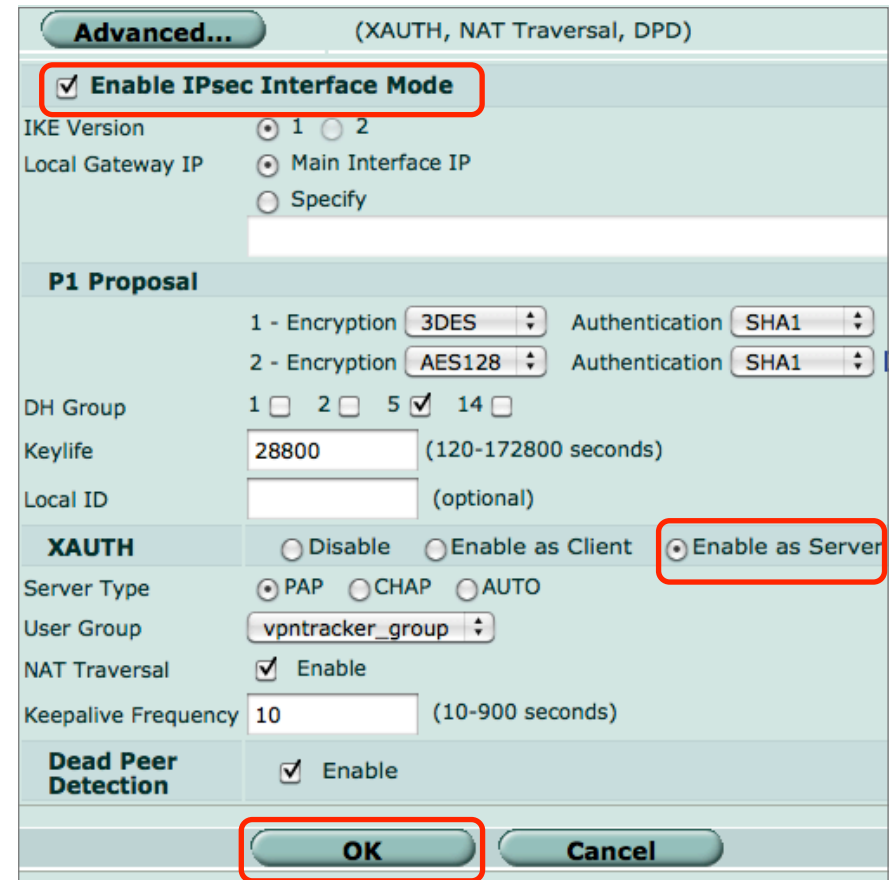 Advanced... (XAUTH, NAT Traversal, DPD)
Enable IPsec Interface Mode
IKE Version 1 2
Local Gateway IP Main Interface IP
Specify
P1 Proposal
1 - Encryption 3DES Authentication SHA1
2 - Encryption AES128 Authentication SHA1
DH Group 1 2 5 14
Keylife 28800 (120-172800 seconds)
Local ID (optional)
XAUTH Disable Enable as Client Enable as Server
Server Type PAP CHAP AUTO
User Group vpntracker_group
NAT Traversal Enable
Keepalive Frequency 10 (10-900 seconds)
Dead Peer
Detection Enable
OK Cancel